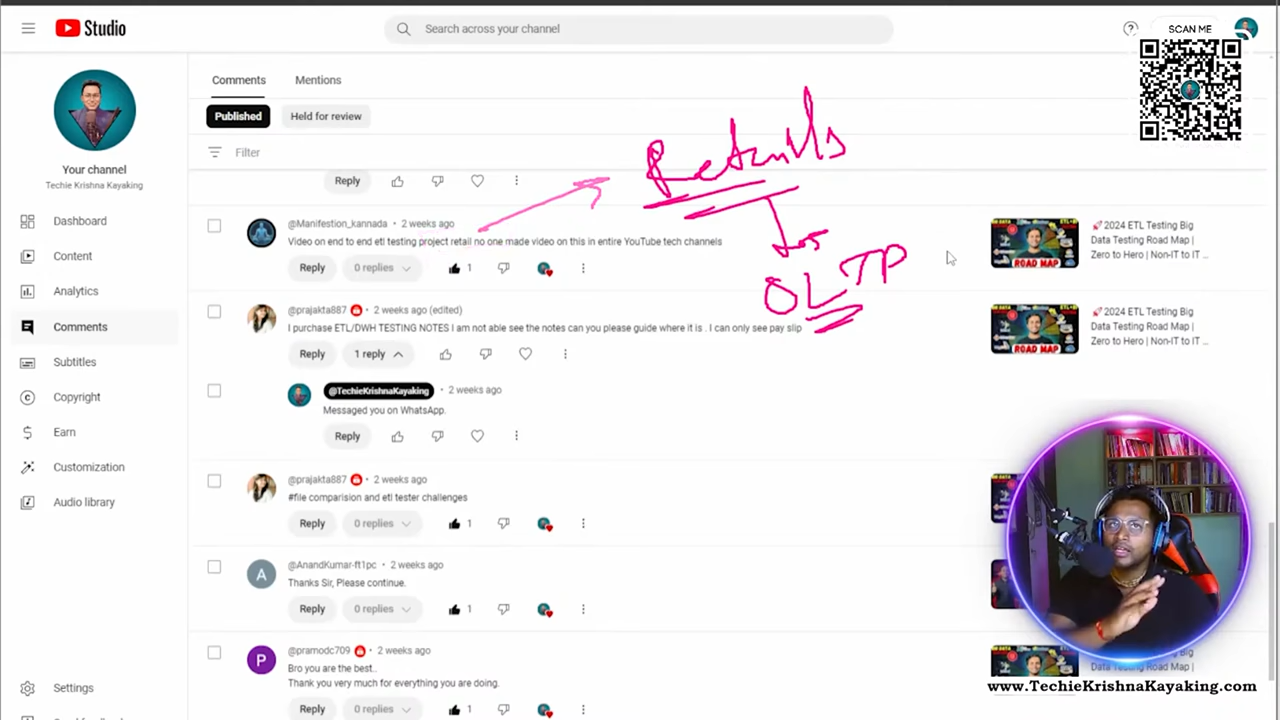 Studio
Search across your channel
SCAN ME
Comments
Mentions
Published
Held for review
Filter
Your channel
Techie Krishna Kayaking
Dashboard
Content
Analytics
Comments
Subtitles
Copyright
Earn
Customization
Audio library
Settings
Reply
@Manifestion_kannada • 2 weeks ago
Video on end to end etl testing project retail no one made video on this in entire YouTube tech channels
Reply 0 replies 1
🚀2024 ETL Testing Big
Data Testing Road Map |
Zero to Hero | Non-IT to IT ...
ROAD MAP
@prajakta887 • 2 weeks ago (edited)
I purchase ETL/DWH TESTING NOTES I am not able see the notes can you please guide where it is . I can only see pay slip
Reply 1 reply
🚀2024 ETL Testing Big
Data Testing Road Map |
Zero to Hero | Non-IT to IT ...
ROAD MAP
@TechieKrishnaKayaking • 2 weeks ago
Messaged you on WhatsApp.
Reply
@prajakta887 • 2 weeks ago
#file comparision and etl tester challenges
Reply 0 replies 1
A
@AnandKumar-ft1pc • 2 weeks ago
Thanks Sir, Please continue.
Reply 0 replies 1
P
@pramodc709 • 2 weeks ago
Bro you are the best..
Thank you very much for everything you are doing.
Reply 0 replies 1
Zero to Hero | Non-IT to IT ...
OLTP
www.TechieKrishnaKayaking.com